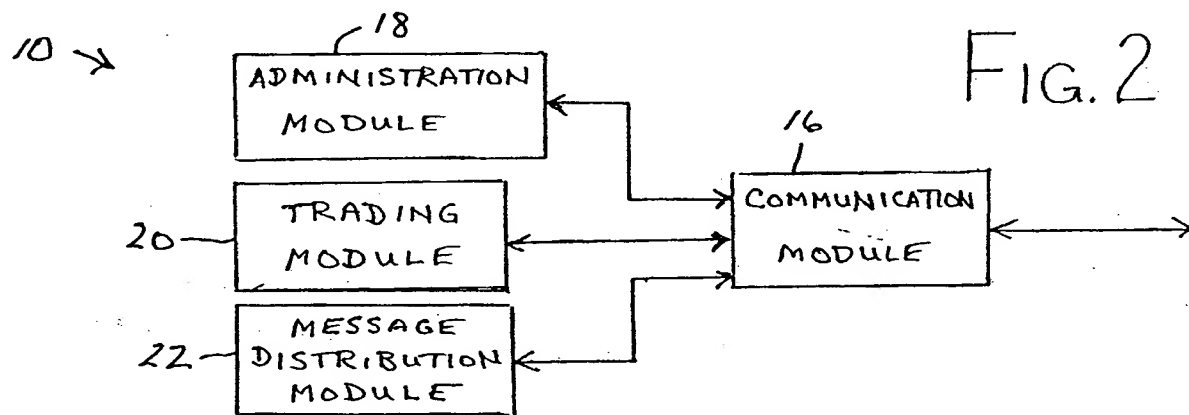 10
18
ADMINISTRATION
MODULE
FIG. 2
16
20
TRADING
MODULE
COMMUNICATION
MODULE
22
MESSAGE
DISTRIBUTION
MODULE